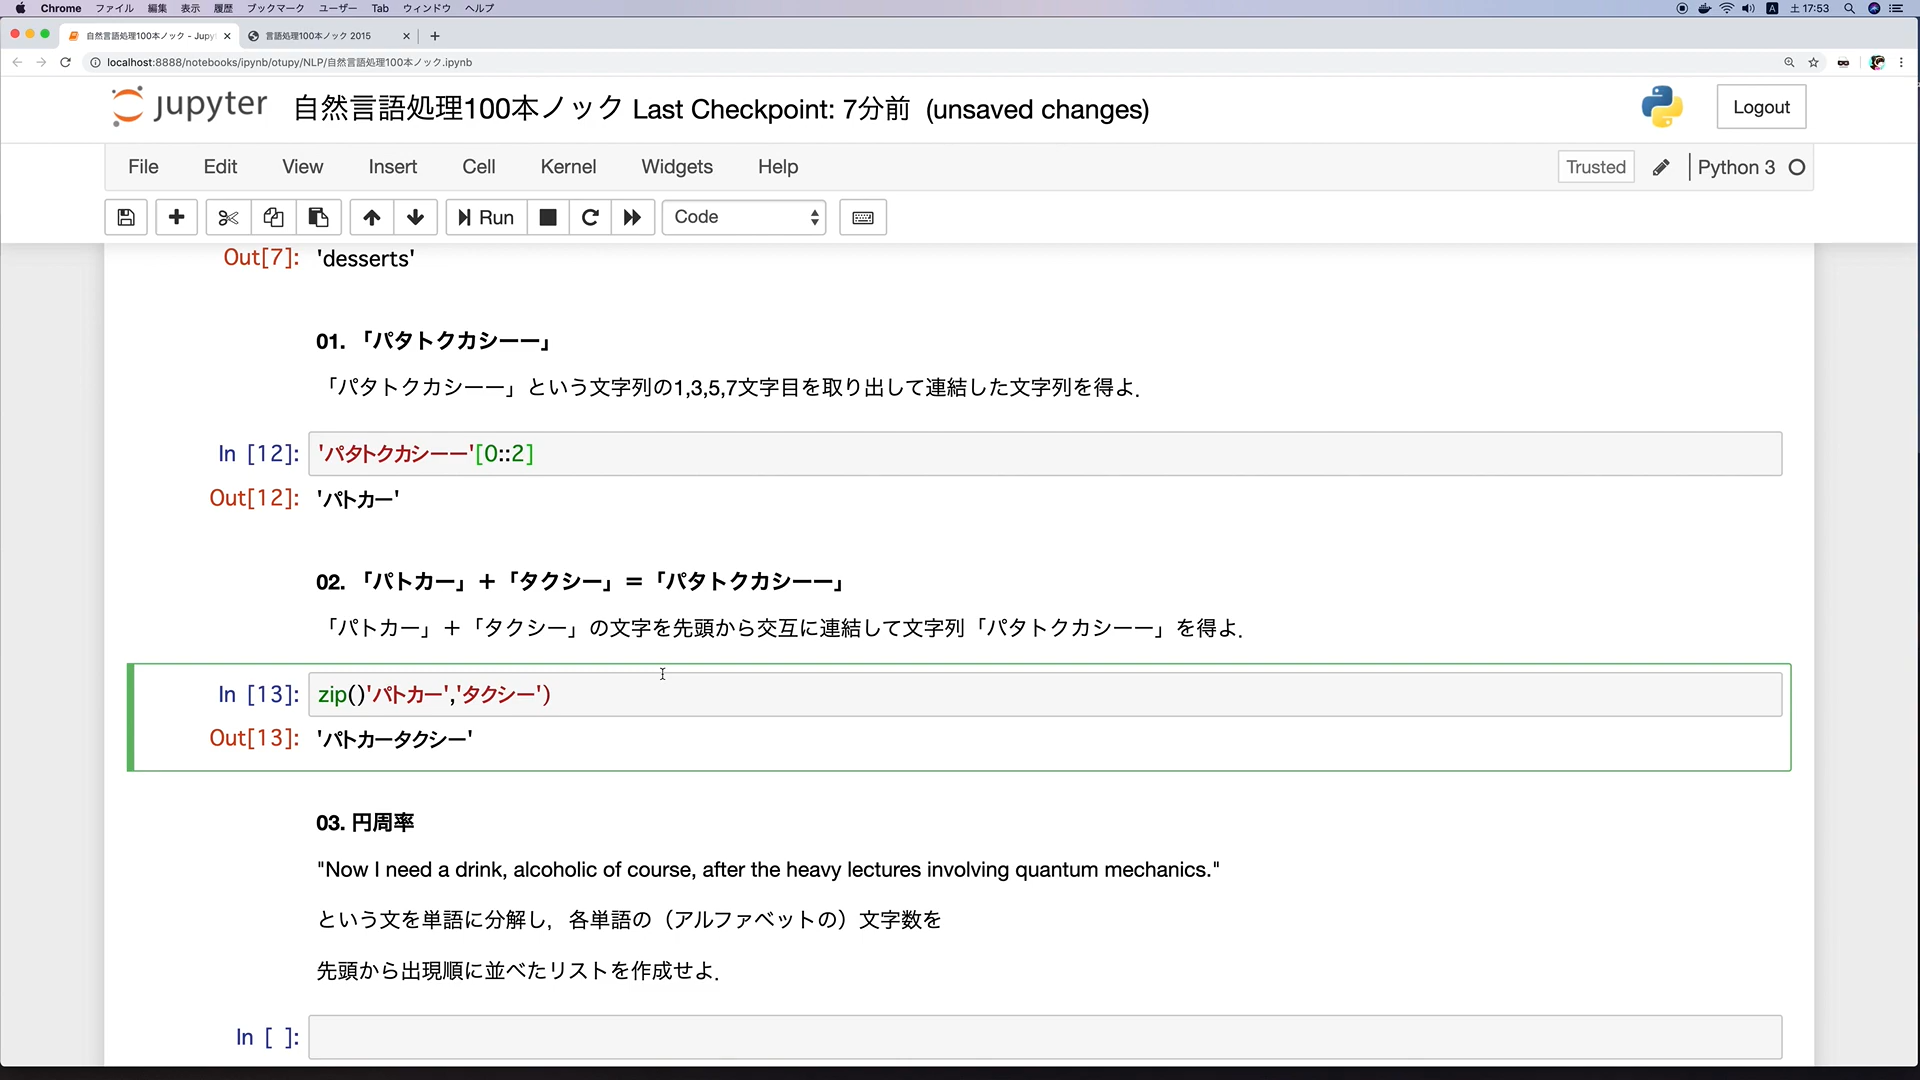 Chrome ファイル 編集 表示 履歴 ブックマーク ユーザー Tab ウィンドウ ヘルプ A 土 17:53
自然言語処理100本ノック - Jupy 言語処理100本ノック 2015
localhost:8888/notebooks/ipynb/otupy/NLP/自然言語処理100本ノック.ipynb
jupyter 自然言語処理100本ノック Last Checkpoint: 7分前 (unsaved changes) Logout
File Edit View Insert Cell Kernel Widgets Help Trusted Python 3
Run Code
Out[7]: 'desserts'
01. 「パタトクカシーー」
「パタトクカシーー」という文字列の1,3,5,7文字目を取り出して連結した文字列を得よ.
In [12]: 'パタトクカシーー'[0::2]
Out[12]: 'パトカー'
02. 「パトカー」＋「タクシー」＝「パタトクカシーー」
「パトカー」＋「タクシー」の文字を先頭から交互に連結して文字列「パタトクカシーー」を得よ.
In [13]: zip()'パトカー','タクシー')
Out[13]: 'パトカータクシー'
03. 円周率
"Now I need a drink, alcoholic of course, after the heavy lectures involving quantum mechanics."
という文を単語に分解し，各単語の（アルファベットの）文字数を
先頭から出現順に並べたリストを作成せよ.
In [ ]: